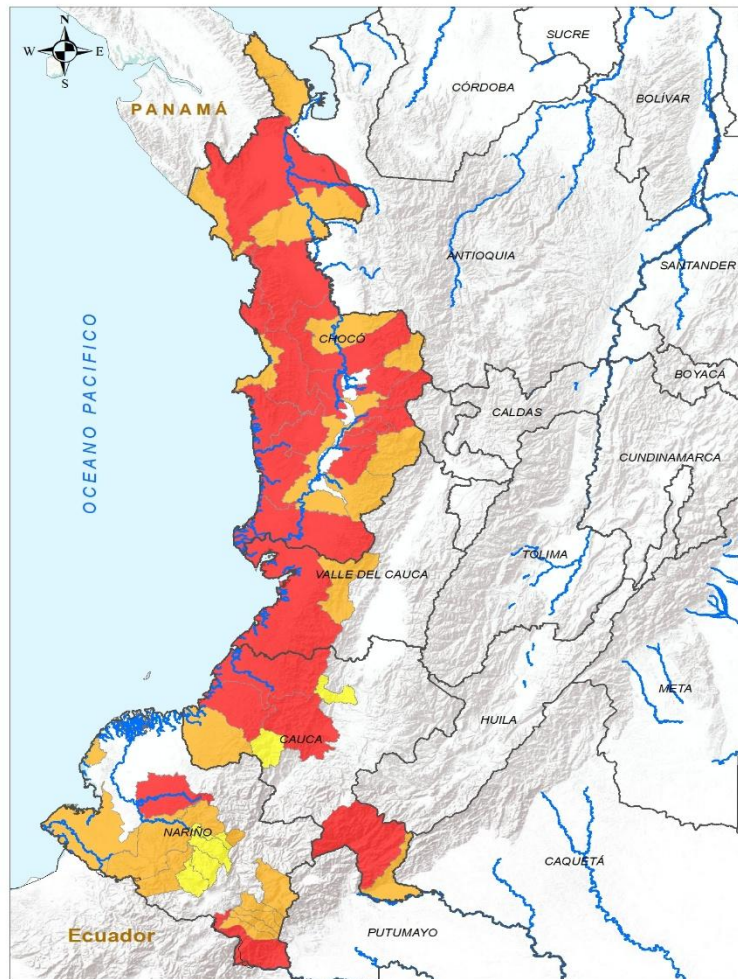 N
W E
S
SUCRE
CÓRDOBA
BOLÍVAR
PANAMÁ
ANTIOQUIA
SANTANDER
OCEANO PACIFICO
CHOCÓ
BOYACÁ
CALDAS
CUNDINAMARCA
TOLIMA
VALLE DEL CAUCA
META
HUILA
CAUCA
NARIÑO
CAQUETÁ
PUTUMAYO
Ecuador